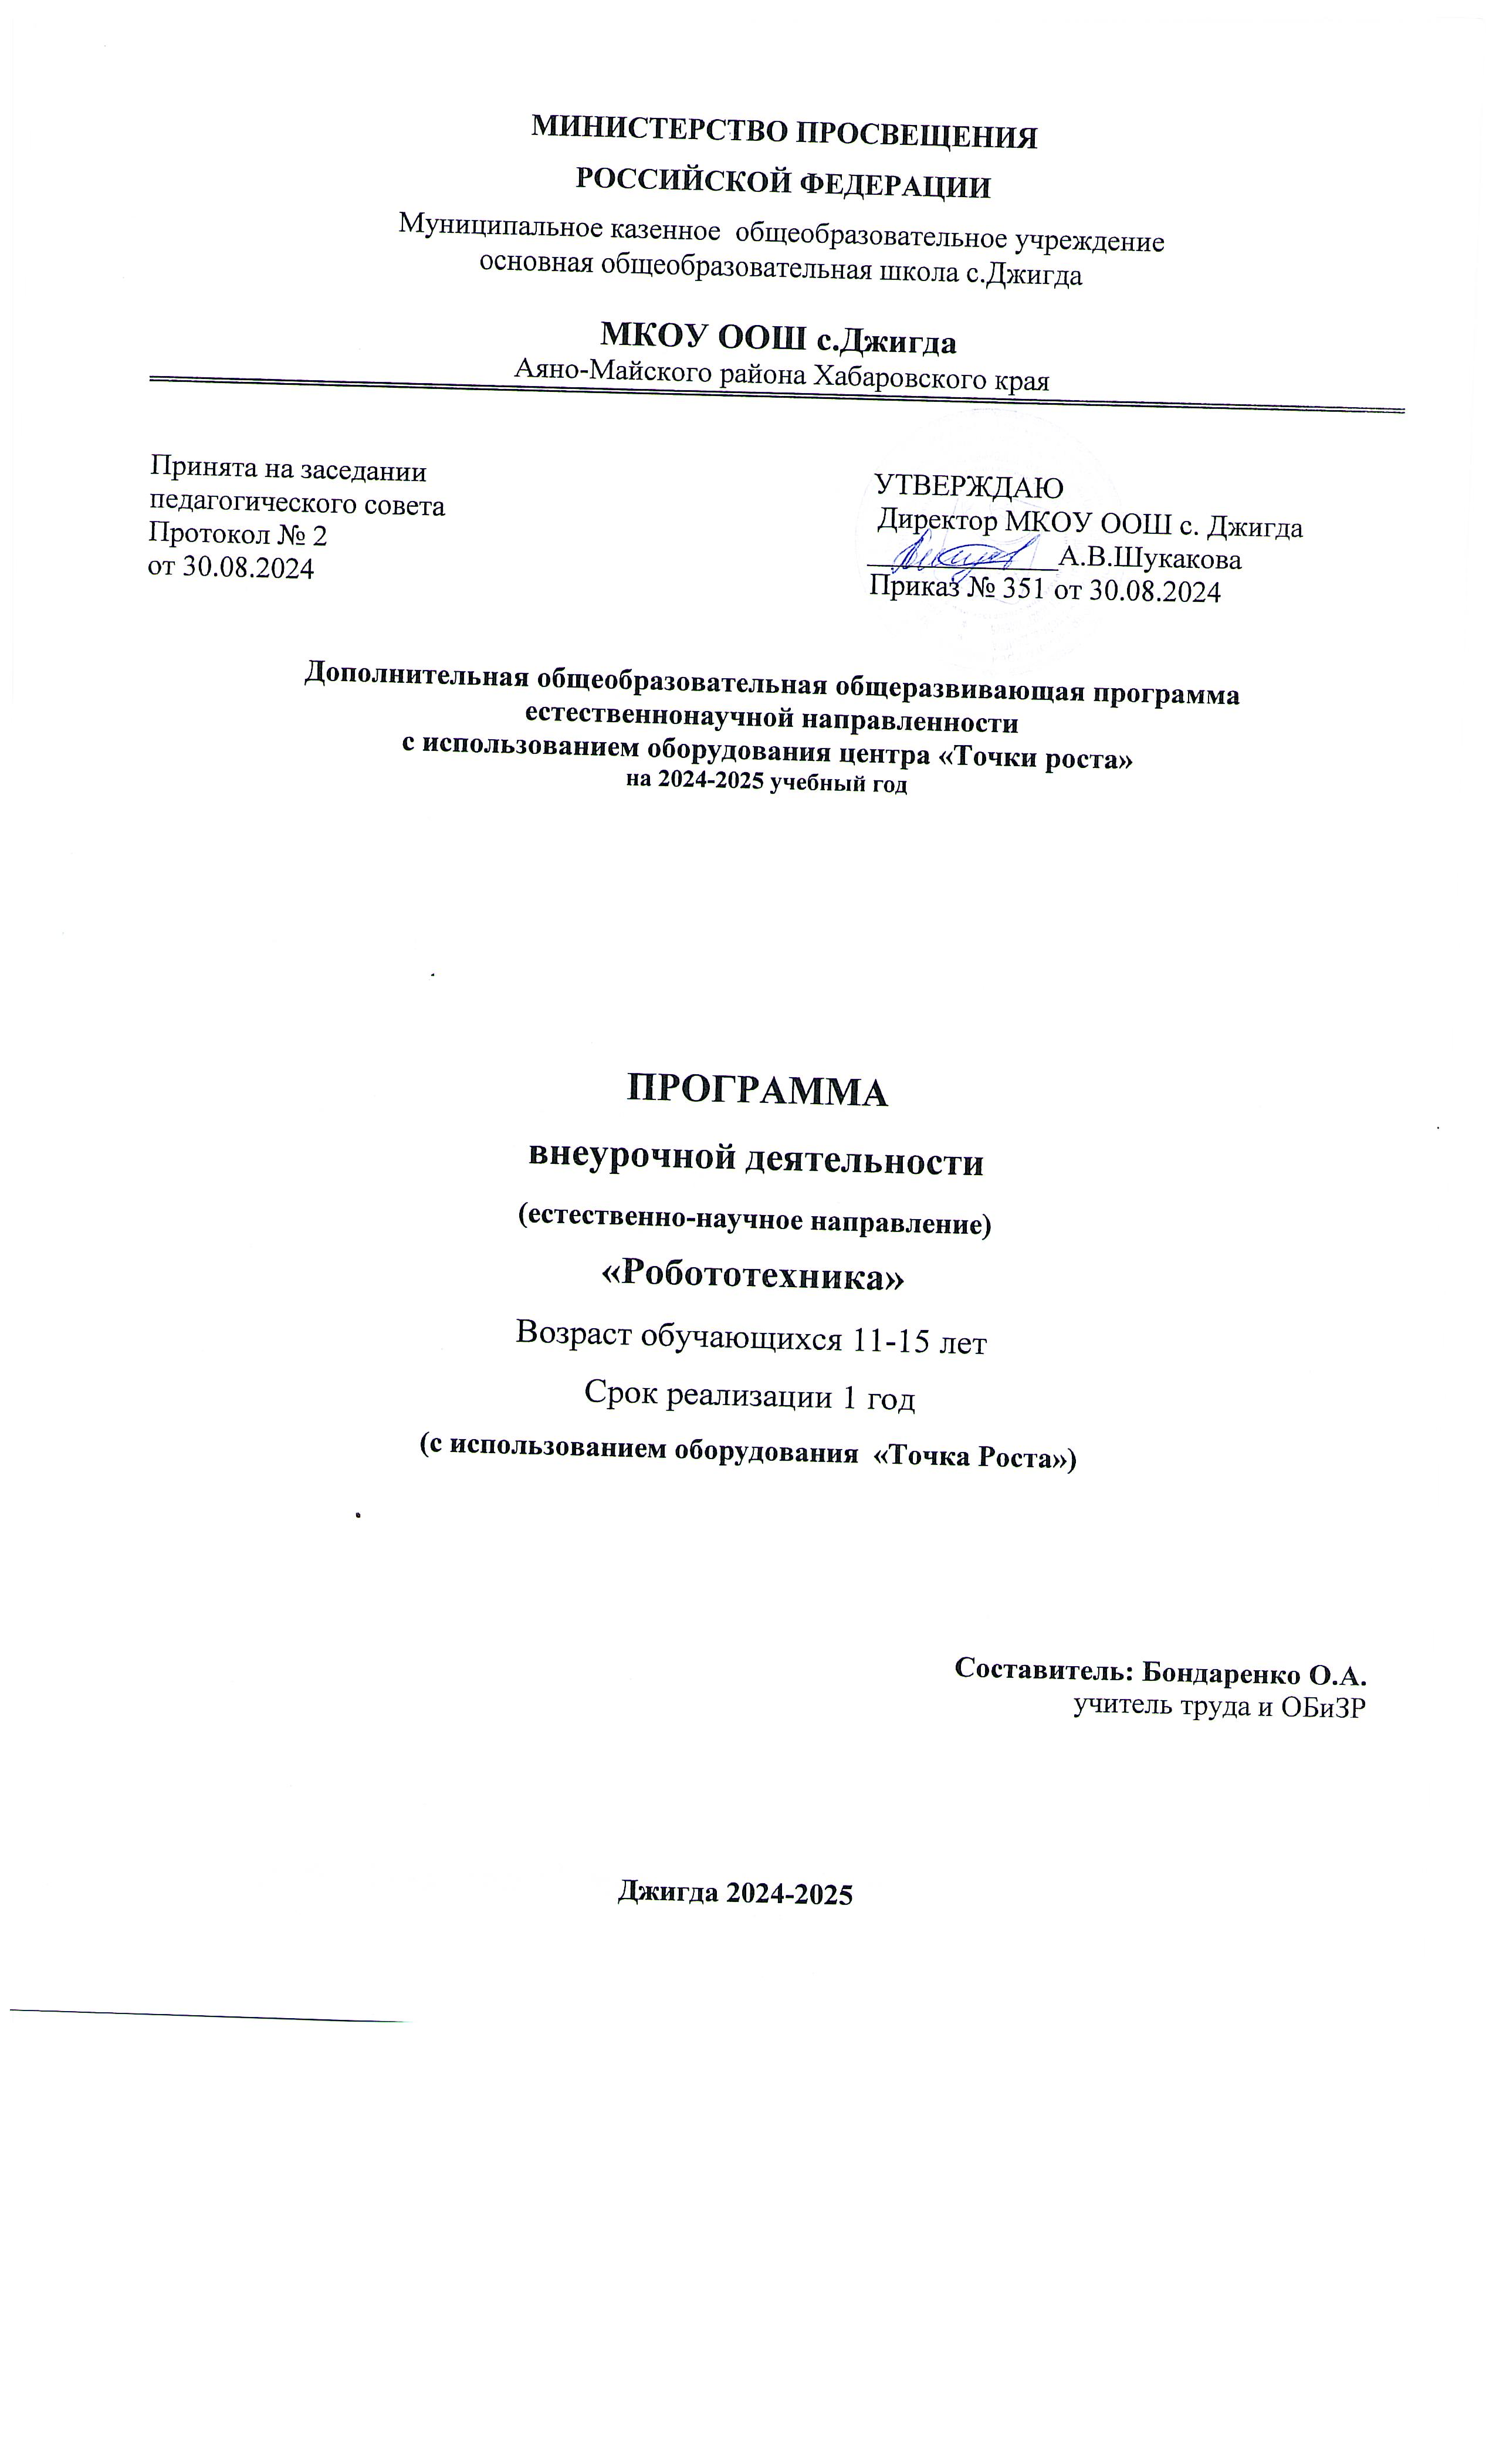 МИНИСТЕРСТВО ПРОСВЕЩЕНИЯ
РОССИЙСКОЙ ФЕДЕРАЦИИ
Муниципальное казенное общеобразовательное учреждение
основная общеобразовательная школа с.Джигда
МКОУ ООШ с.Джигда
Аяно-Майского района Хабаровского края
Принята на заседании
педагогического совета
Протокол № 2
от 30.08.2024
УТВЕРЖДАЮ
Директор МКОУ ООШ с. Джигда
А.В.Шукакова
Приказ № 351 от 30.08.2024
Дополнительная общеобразовательная общеразвивающая программа
естественнонаучной направленности
с использованием оборудования центра «Точки роста»
на 2024-2025 учебный год
ПРОГРАММА
внеурочной деятельности
(естественно-научное направление)
«Робототехника»
Возраст обучающихся 11-15 лет
Срок реализации 1 год
(с использованием оборудования «Точка Роста»)
Составитель: Бондаренко О.А.
учитель труда и ОБиЗР
Джигда 2024-2025